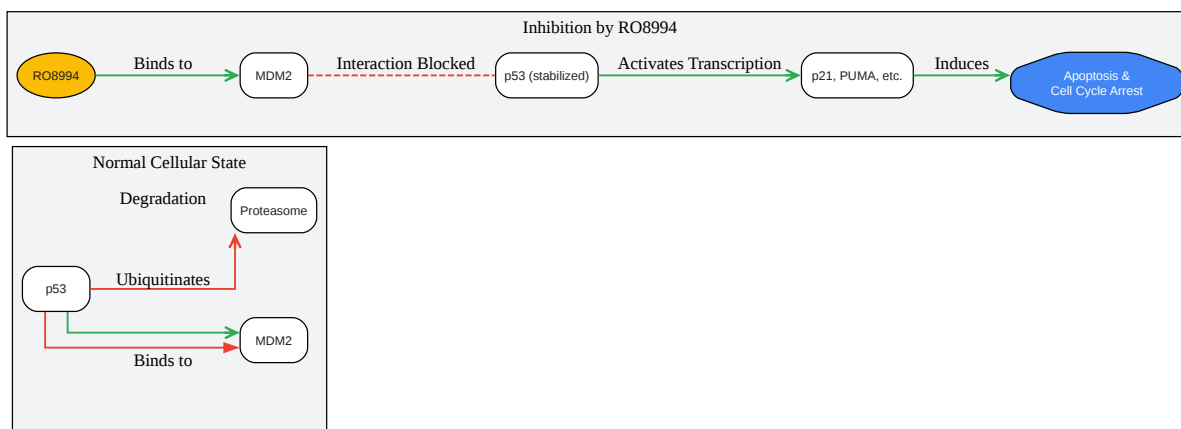 Inhibition by RO8994
RO8994
Binds to
MDM2
Interaction Blocked
p53 (stabilized)
Activates Transcription
p21, PUMA, etc.
Induces
Apoptosis &
Cell Cycle Arrest
Normal Cellular State
Degradation
Proteasome
p53
Ubiquitinates
MDM2
Binds to